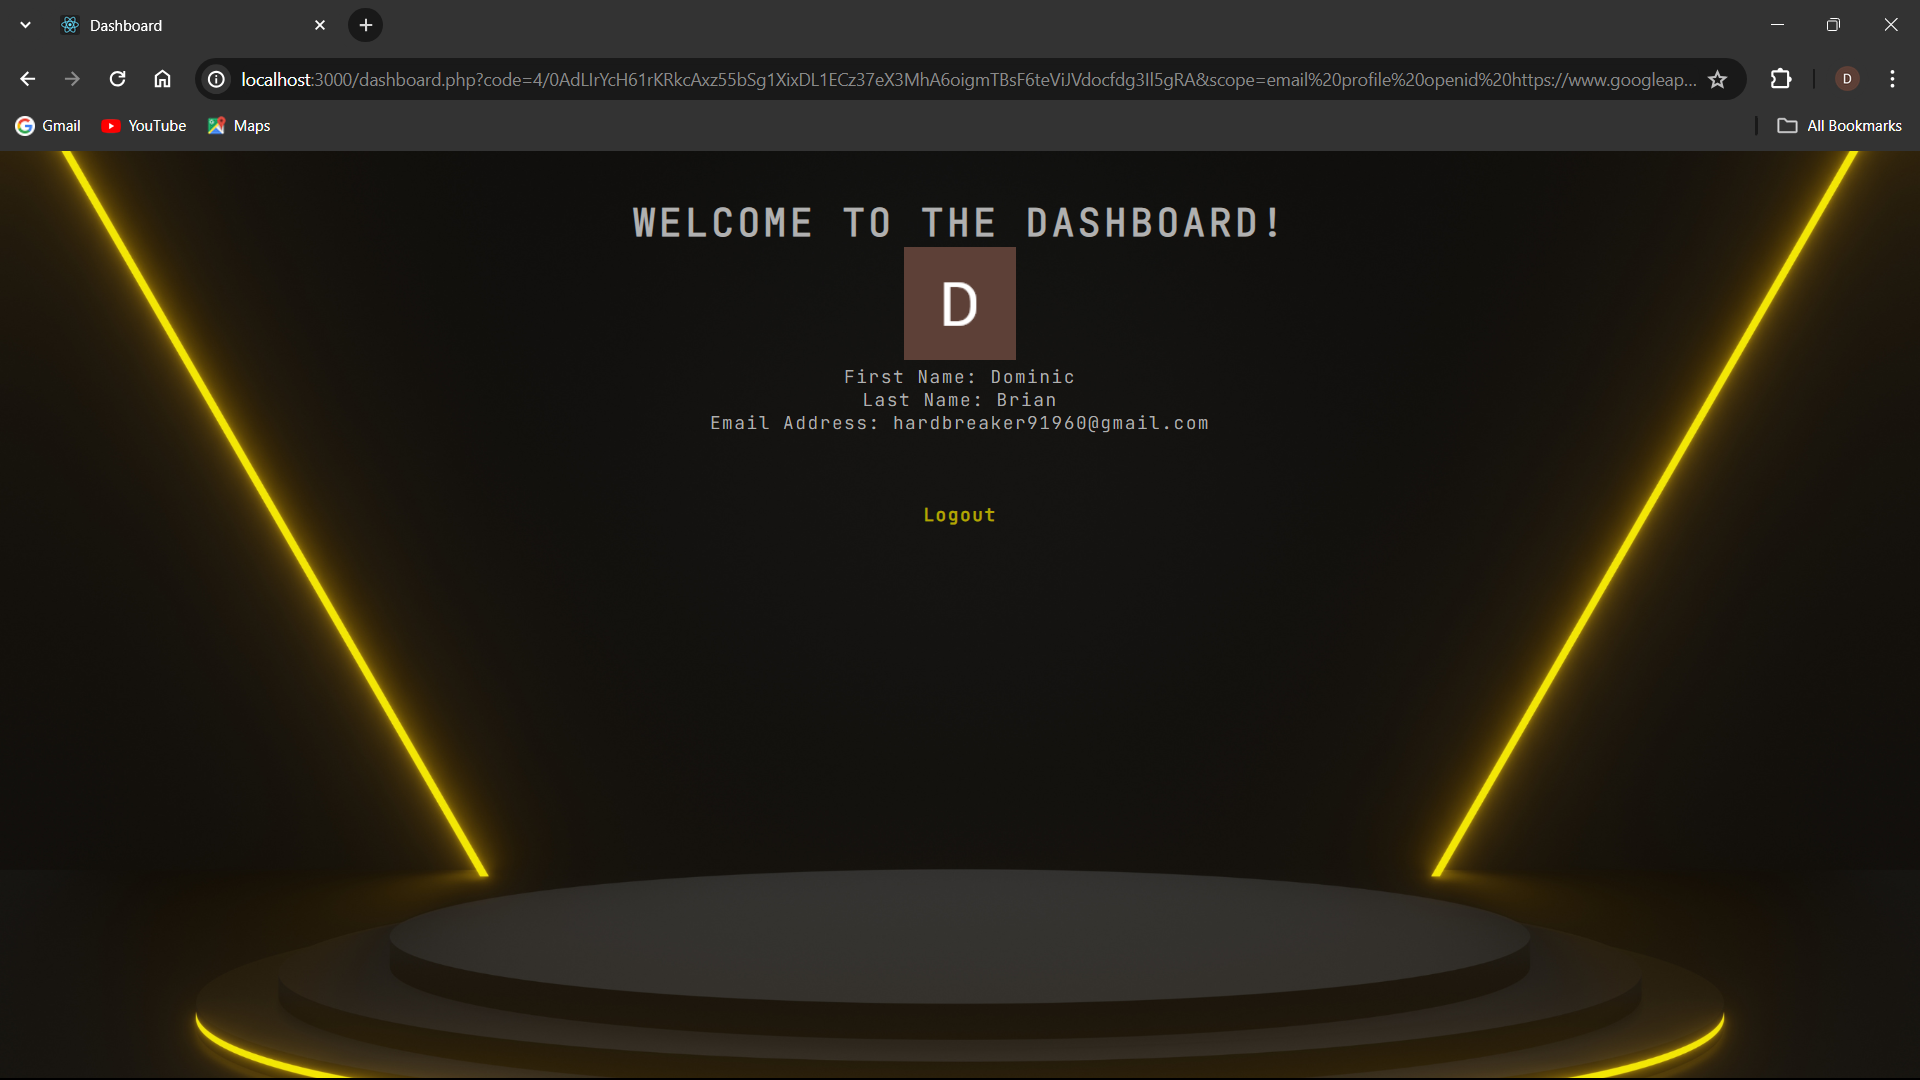 Dashboard
localhost:3000/dashboard.php?code=4/0AdLIrYcH61rKRkcAxz55bSg1XixDL1ECz37eX3MhA6oigmTBsF6teViJVdocfdg3Il5gRA&scope=email%20profile%20openid%20https://www.googleap...
D
Gmail
YouTube
Maps
All Bookmarks
WELCOME TO THE DASHBOARD!
D
First Name: Dominic
Last Name: Brian
Email Address: hardbreaker91960@gmail.com
Logout